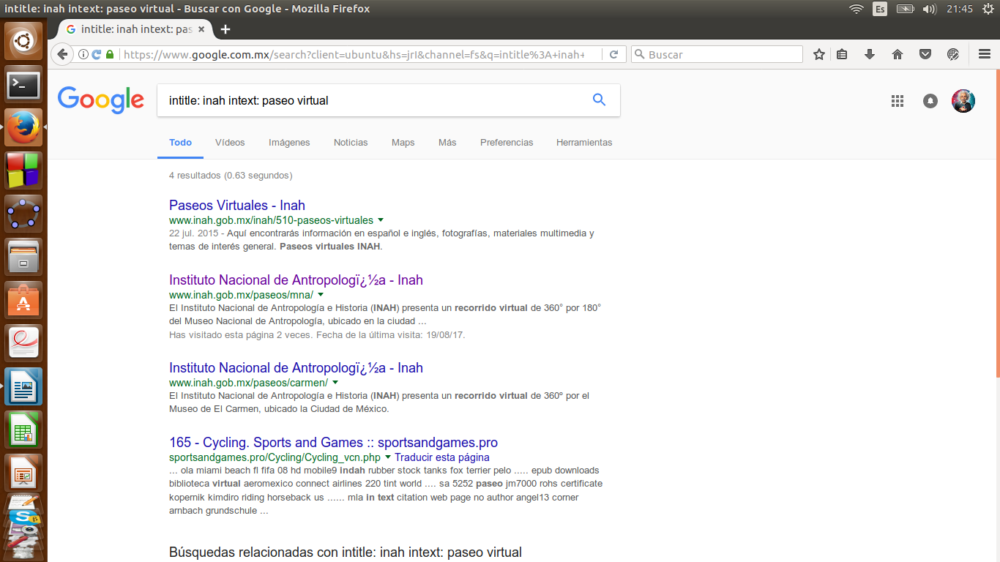 intitle: inah intext: paseo virtual - Buscar con Google - Mozilla Firefox
Es
21:45
intitle: inah intext: pas
https://www.google.com.mx/search?client=ubuntu&hs=jrI&channel=fs&q=intitle%3A+inah+
Buscar
Google
intitle: inah intext: paseo virtual
Todo Vídeos Imágenes Noticias Maps Más Preferencias Herramientas
4 resultados (0.63 segundos)
Paseos Virtuales - Inah
www.inah.gob.mx/inah/510-paseos-virtuales
22 jul. 2015 - Aquí encontrarás información en español e inglés, fotografías, materiales multimedia y
temas de interés general. Paseos virtuales INAH.
Instituto Nacional de Antropologï¿½a - Inah
www.inah.gob.mx/paseos/mna/
El Instituto Nacional de Antropología e Historia (INAH) presenta un recorrido virtual de 360° por 180°
del Museo Nacional de Antropología, ubicado en la ciudad ...
Has visitado esta página 2 veces. Fecha de la última visita: 19/08/17.
Instituto Nacional de Antropologï¿½a - Inah
www.inah.gob.mx/paseos/carmen/
El Instituto Nacional de Antropología e Historia (INAH) presenta un recorrido virtual de 360º por el
Museo de El Carmen, ubicado la Ciudad de México.
165 - Cycling. Sports and Games :: sportsandgames.pro
sportsandgames.pro/Cycling/Cycling_vcn.php Traducir esta página
... ola miami beach fl fifa 08 hd mobile9 indah rubber stock tanks fox terrier pelo ..... epub downloads
biblioteca virtual aeromexico connect airlines 220 tint world .... sa 5252 paseo jm7000 rohs certificate
kopernik kimdiro riding horseback us ...... mla in text citation web page no author angel13 corner
arnbach grundschule ...
Búsquedas relacionadas con intitle: inah intext: paseo virtual